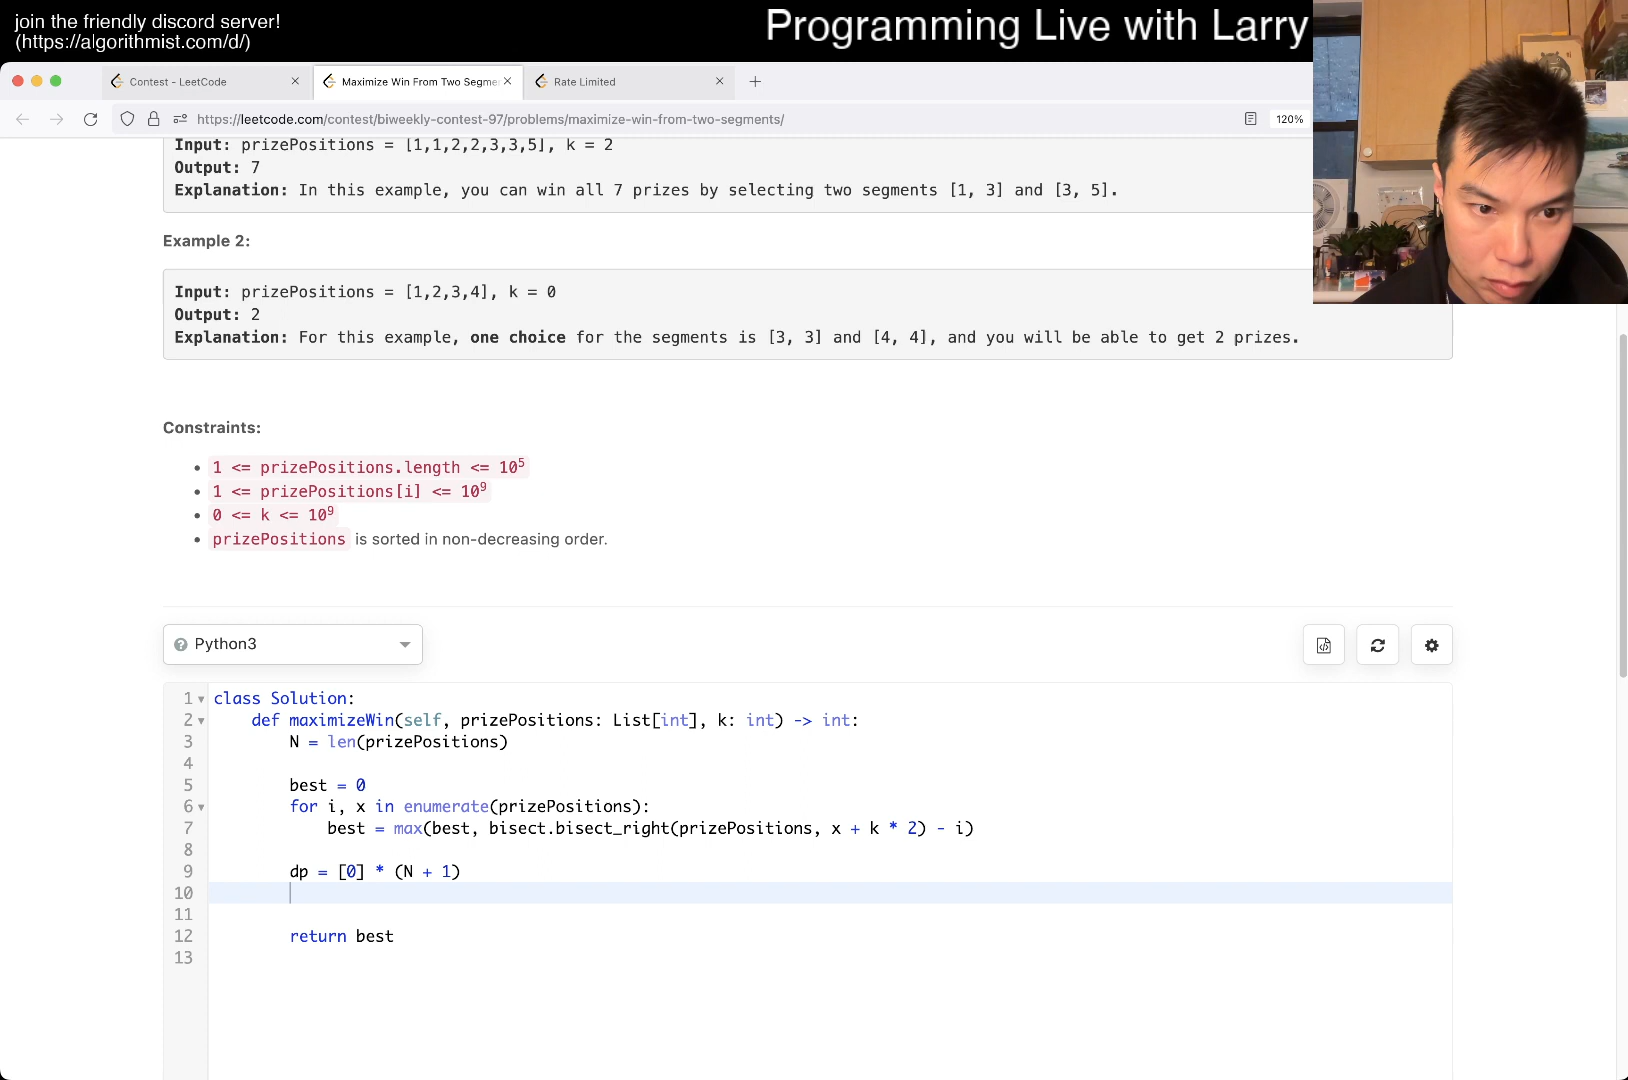 join the friendly discord server!
(https://algorithmist.com/d/)
Programming Live with Larry
Contest - LeetCode
Maximize Win From Two Segme
Rate Limited
https://leetcode.com/contest/biweekly-contest-97/problems/maximize-win-from-two-segments/
120%
Input: prizePositions = [1,1,2,2,3,3,5], k = 2
Output: 7
Explanation: In this example, you can win all 7 prizes by selecting two segments [1, 3] and [3, 5].
Example 2:
Input: prizePositions = [1,2,3,4], k = 0
Output: 2
Explanation: For this example, one choice for the segments is [3, 3] and [4, 4], and you will be able to get 2 prizes.
Constraints:
• 1 <= prizePositions.length <= 10⁵
• 1 <= prizePositions[i] <= 10⁹
• 0 <= k <= 10⁹
• prizePositions is sorted in non-decreasing order.
Python3
1 class Solution:
2     def maximizeWin(self, prizePositions: List[int], k: int) -> int:
3         N = len(prizePositions)
4
5         best = 0
6         for i, x in enumerate(prizePositions):
7             best = max(best, bisect.bisect_right(prizePositions, x + k * 2) - i)
8
9         dp = [0] * (N + 1)
10
11
12         return best
13